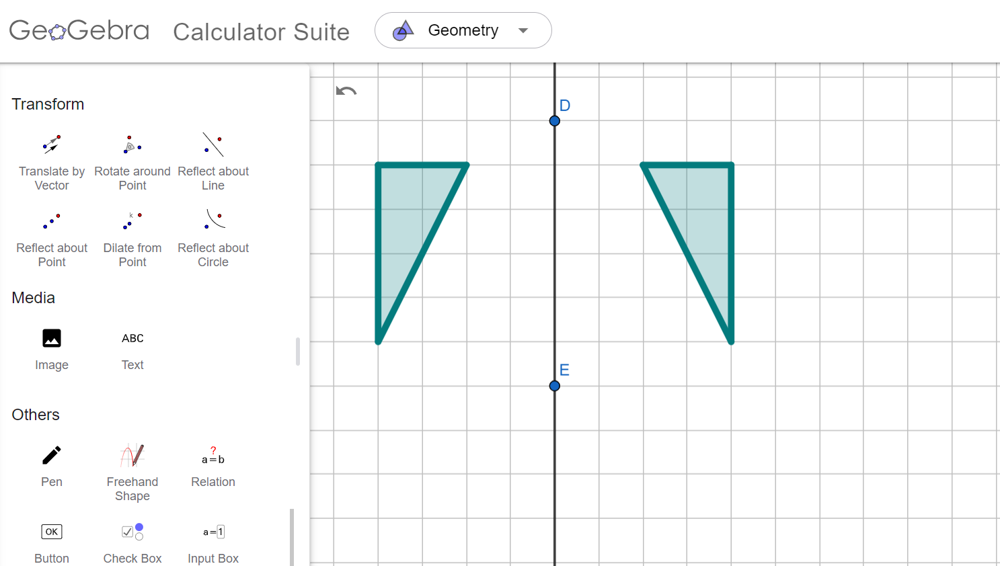 GeoGebra Calculator Suite Geometry
Transform
Translate by Vector
Rotate around Point
Reflect about Line
Reflect about Point
k
Dilate from Point
Reflect about Circle
Media
Image
ABC
Text
Others
Pen
Freehand Shape
?
a=b
Relation
OK
Button
Check Box
a=1
Input Box
D
E